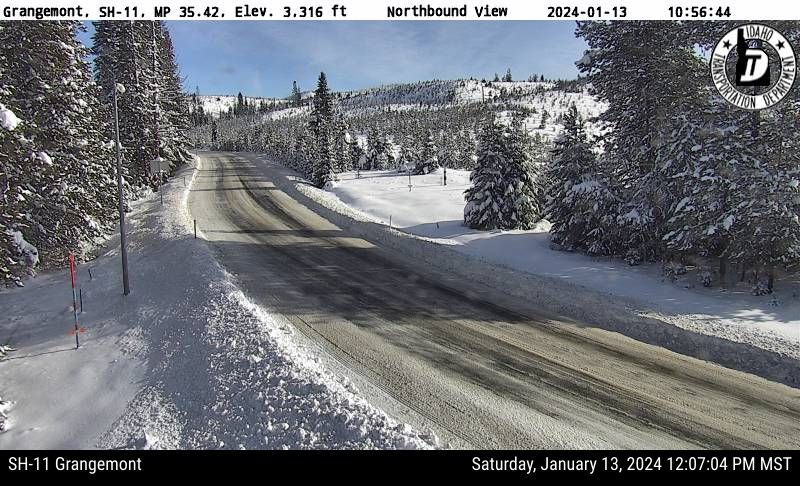 Grangemont, SH-11, MP 35.42, Elev. 3,316 ft Northbound View 2024-01-13 10:56:44
IDAHO
TRANSPORTATION DEPARTMENT
SH-11 Grangemont Saturday, January 13, 2024 12:07:04 PM MST